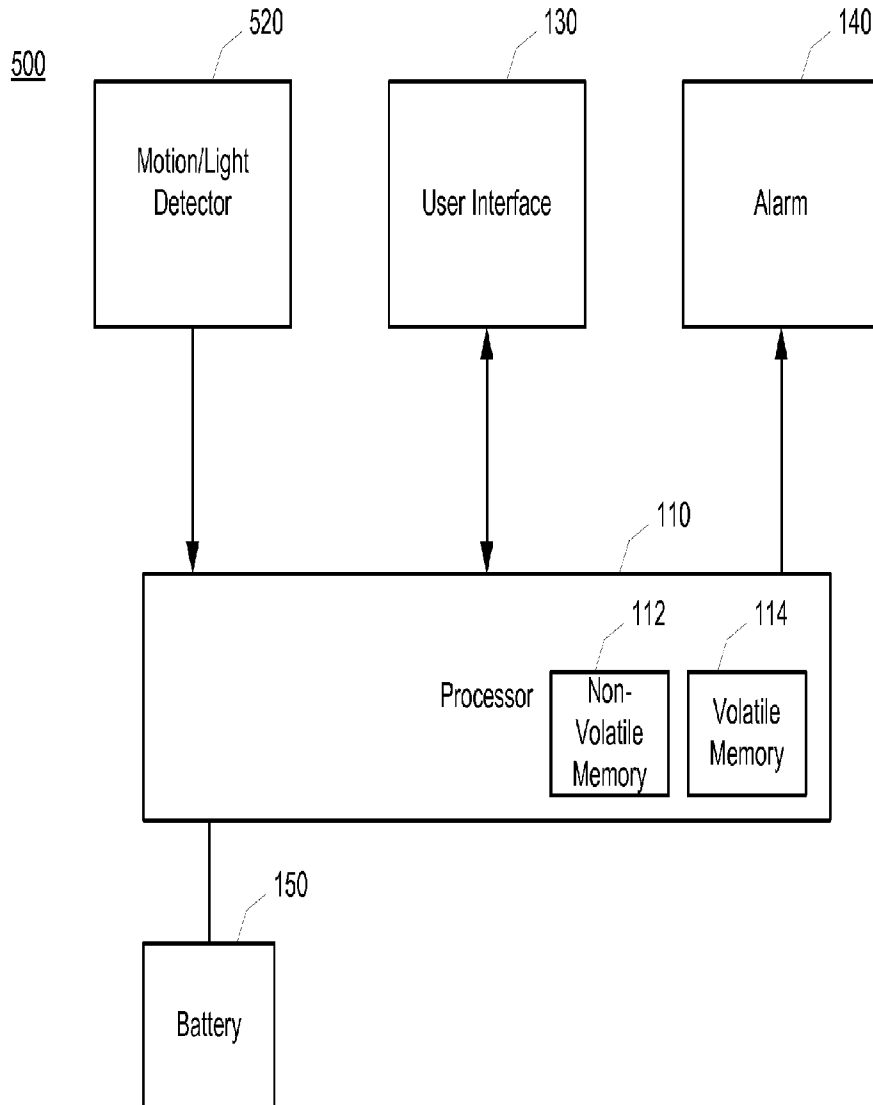 500
520
130
140
Motion/Light
Detector
User Interface
Alarm
110
112
114
Processor
Non-
Volatile
Memory
Volatile
Memory
150
Battery